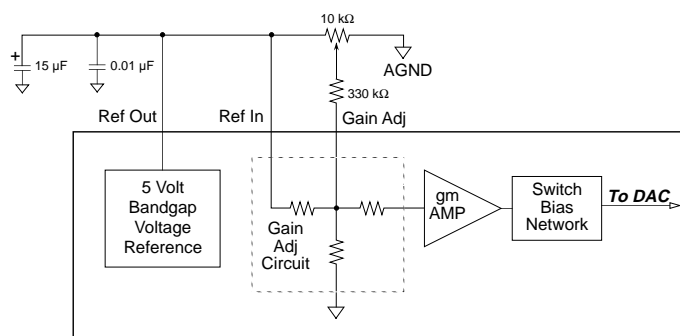 10 kΩ
+
15 µF
0.01 µF
AGND
330 kΩ
Ref Out
Ref In
Gain Adj
5 Volt
Bandgap
Voltage
Reference
Gain
Adj
Circuit
gm
AMP
Switch
Bias
Network
To DAC